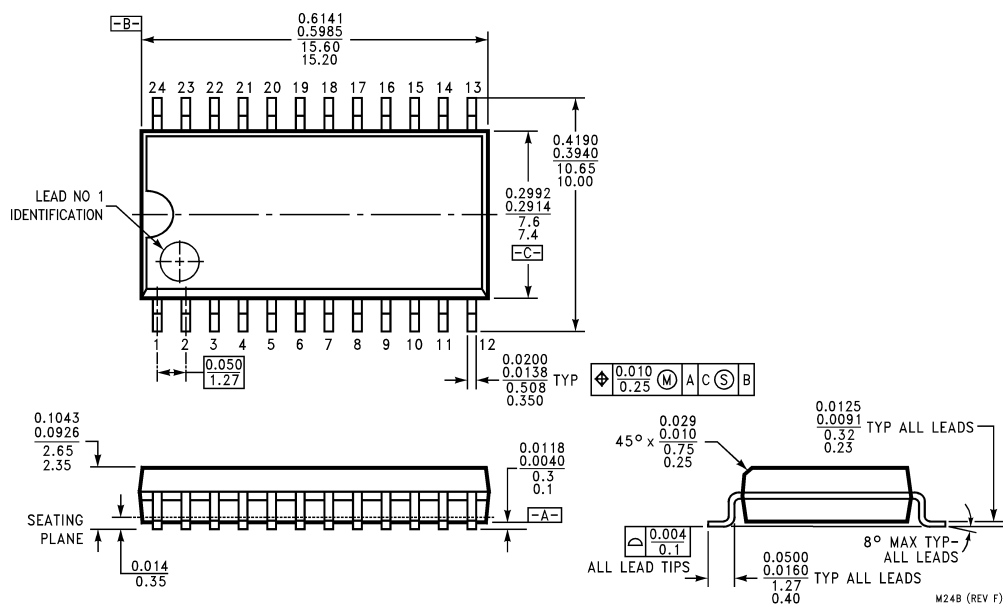 -B-
0.6141
0.5985
15.60
15.20
24 23 22 21 20 19 18 17 16 15 14 13
0.4190
0.3940
10.65
10.00
0.2992
0.2914
7.6
7.4
-C-
LEAD NO 1
IDENTIFICATION
1 2 3 4 5 6 7 8 9 10 11 12
0.050
1.27
0.0200
0.0138
0.508
0.350
TYP
0.010
0.25
M
A
C
S
B
0.1043
0.0926
2.65
2.35
0.0118
0.0040
0.3
0.1
-A-
SEATING
PLANE
0.014
0.35
45° x
0.029
0.010
0.75
0.25
0.0125
0.0091
0.32
0.23
TYP ALL LEADS
0.004
0.1
ALL LEAD TIPS
8° MAX TYP-
ALL LEADS
0.0500
0.0160
1.27
0.40
TYP ALL LEADS
M24B (REV F)